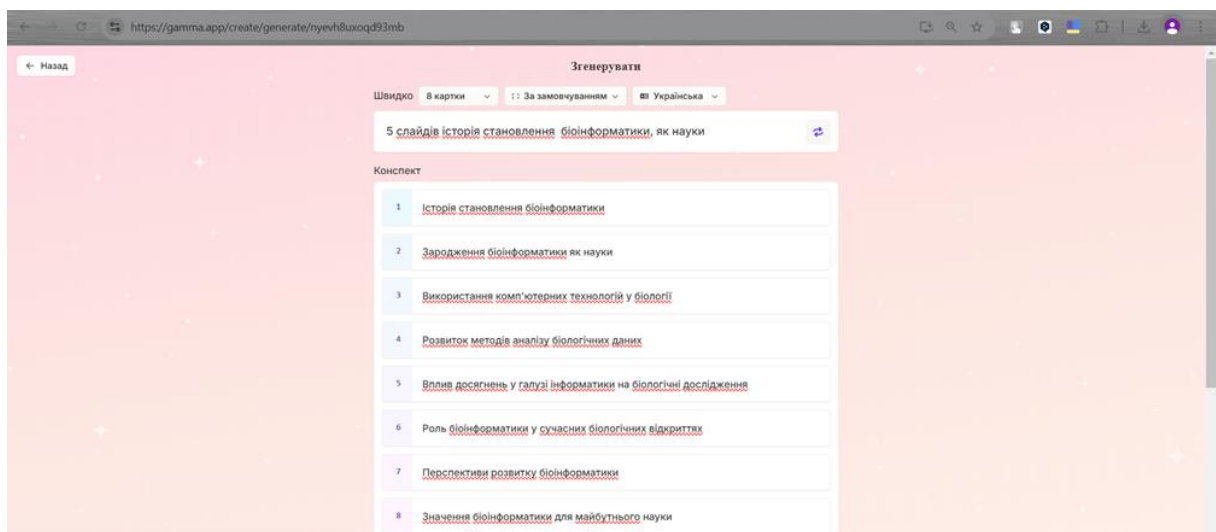 https://gamma.app/create/generate/nyevh8uxoqd93mb
← Назад
Згенерувати
Швидко 8 картки За замовчуванням Українська
5 слайдів історія становлення біоінформатики, як науки
Конспект
1 Історія становлення біоінформатики
2 Зародження біоінформатики як науки
3 Використання комп'ютерних технологій у біології
4 Розвиток методів аналізу біологічних даних
5 Вплив досягнень у галузі інформатики на біологічні дослідження
6 Роль біоінформатики у сучасних біологічних відкриттях
7 Перспективи розвитку біоінформатики
8 Значення біоінформатики для майбутнього науки